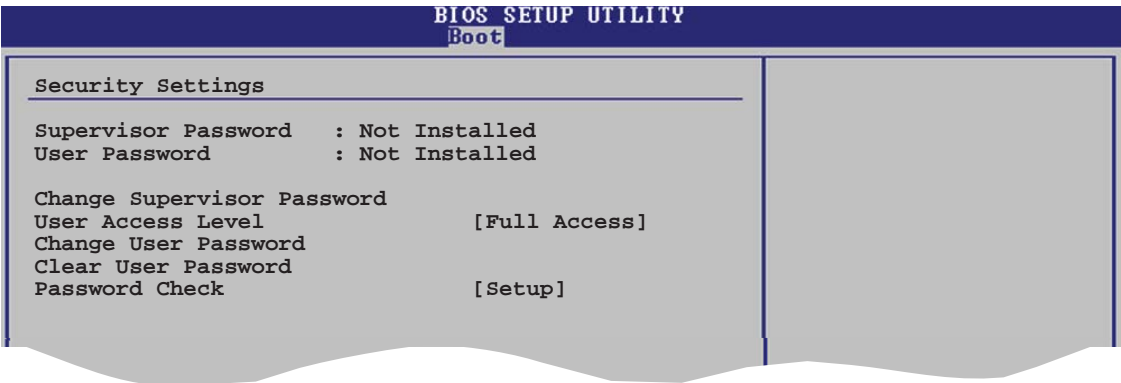 BIOS SETUP UTILITY
Boot
Security Settings
Supervisor Password : Not Installed
User Password : Not Installed
Change Supervisor Password
User Access Level [Full Access]
Change User Password
Clear User Password
Password Check [Setup]